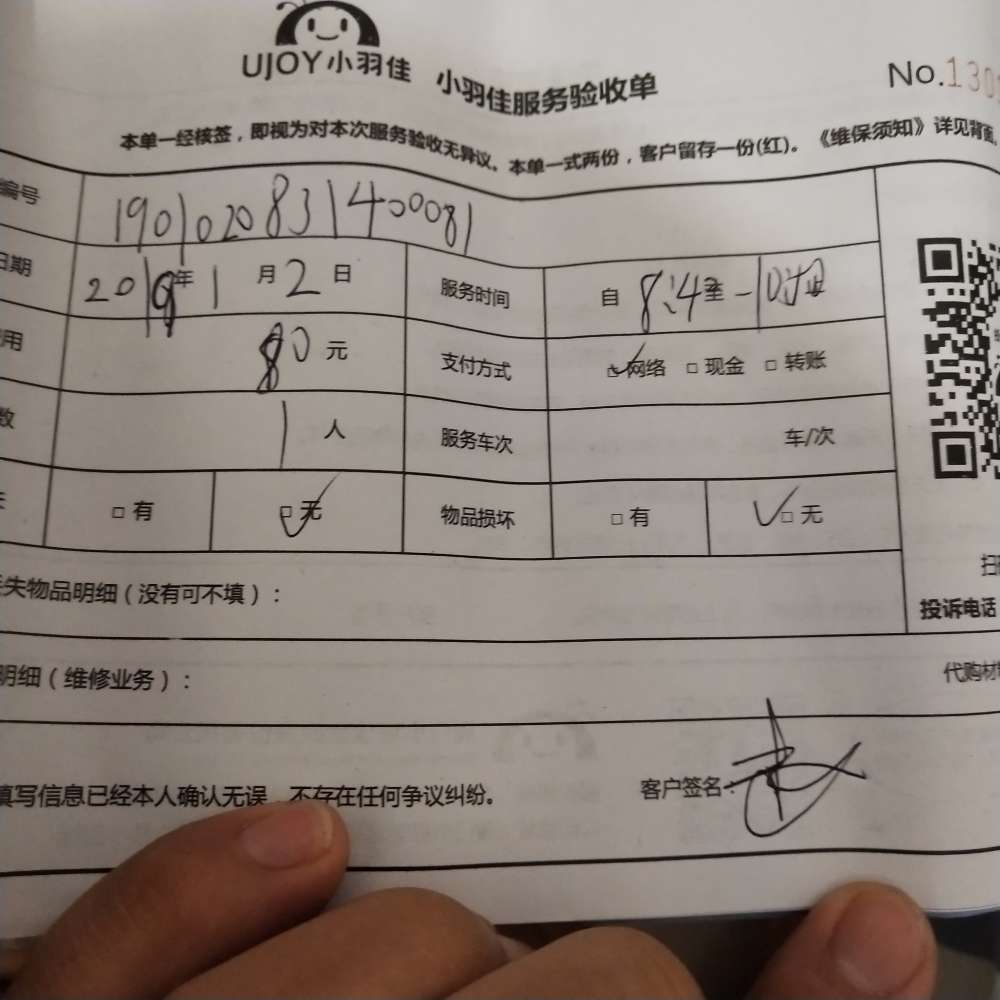 UJOY小羽佳 小羽佳服务验收单 No.130
本单一经核签，即视为对本次服务验收无异议。本单一式两份，客户留存一份(红)。《维保须知》详见背面。
编号 1901020831400081
日期 2019年1月2日 服务时间 自 8:4 至
用 80元 支付方式 网络 现金 转账
数 1人 服务车次 车/次
失 有 无 物品损坏 有 无
失物品明细（没有可不填）：
扫
投诉电话
明细（维修业务）： 代购材
填写信息已经本人确认无误，不存在任何争议纠纷。 客户签名：